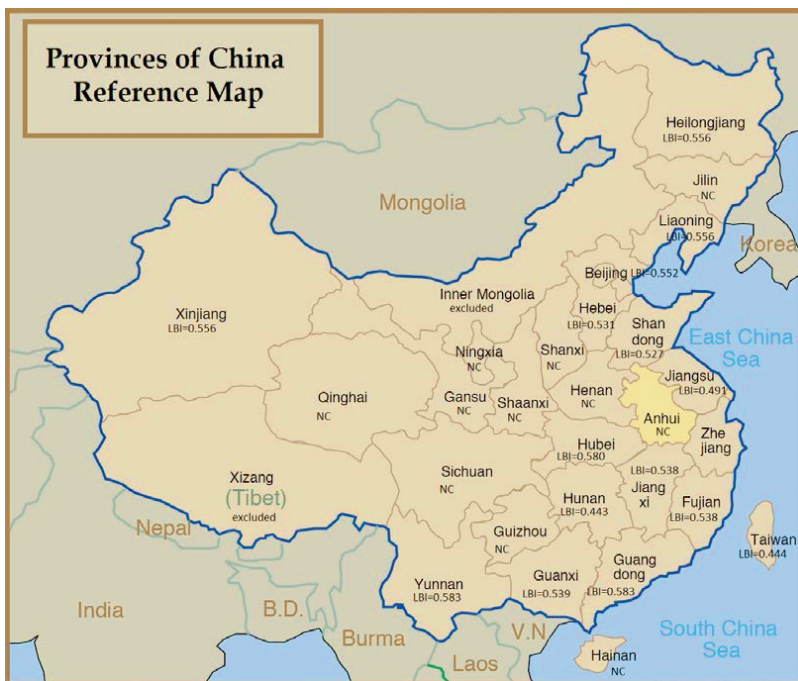 Provinces of China
Reference Map
Heilongjiang
LBI=0.556
Jilin
NC
Mongolia
Liaoning
LBI=0.556
Korea
Beijing LBI=0.552
Inner Mongolia
excluded
Xinjiang
LBI=0.556
Hebei
LBI=0.531
Shan
dong
LBI=0.527
East China
Sea
Ningxia
NC
Shanxi
NC
Jiangsu
LBI=0.491
Qinghai
NC
Gansu
NC
Shaanxi
NC
Henan
NC
Anhui
NC
Zhe
jiang
Hubei
LBI=0.580
Sichuan
NC
LBI=0.538
Xizang
(Tibet)
excluded
Hunan
LBI=0.443
Jiang
xi
Fujian
LBI=0.538
Nepal
Guizhou
NC
Taiwan
LBI=0.444
Yunnan
LBI=0.583
Guanxi
LBI=0.539
Guang
dong
LBI=0.583
India
B.D.
Burma
V.N
Laos
South China
Sea
Hainan
NC